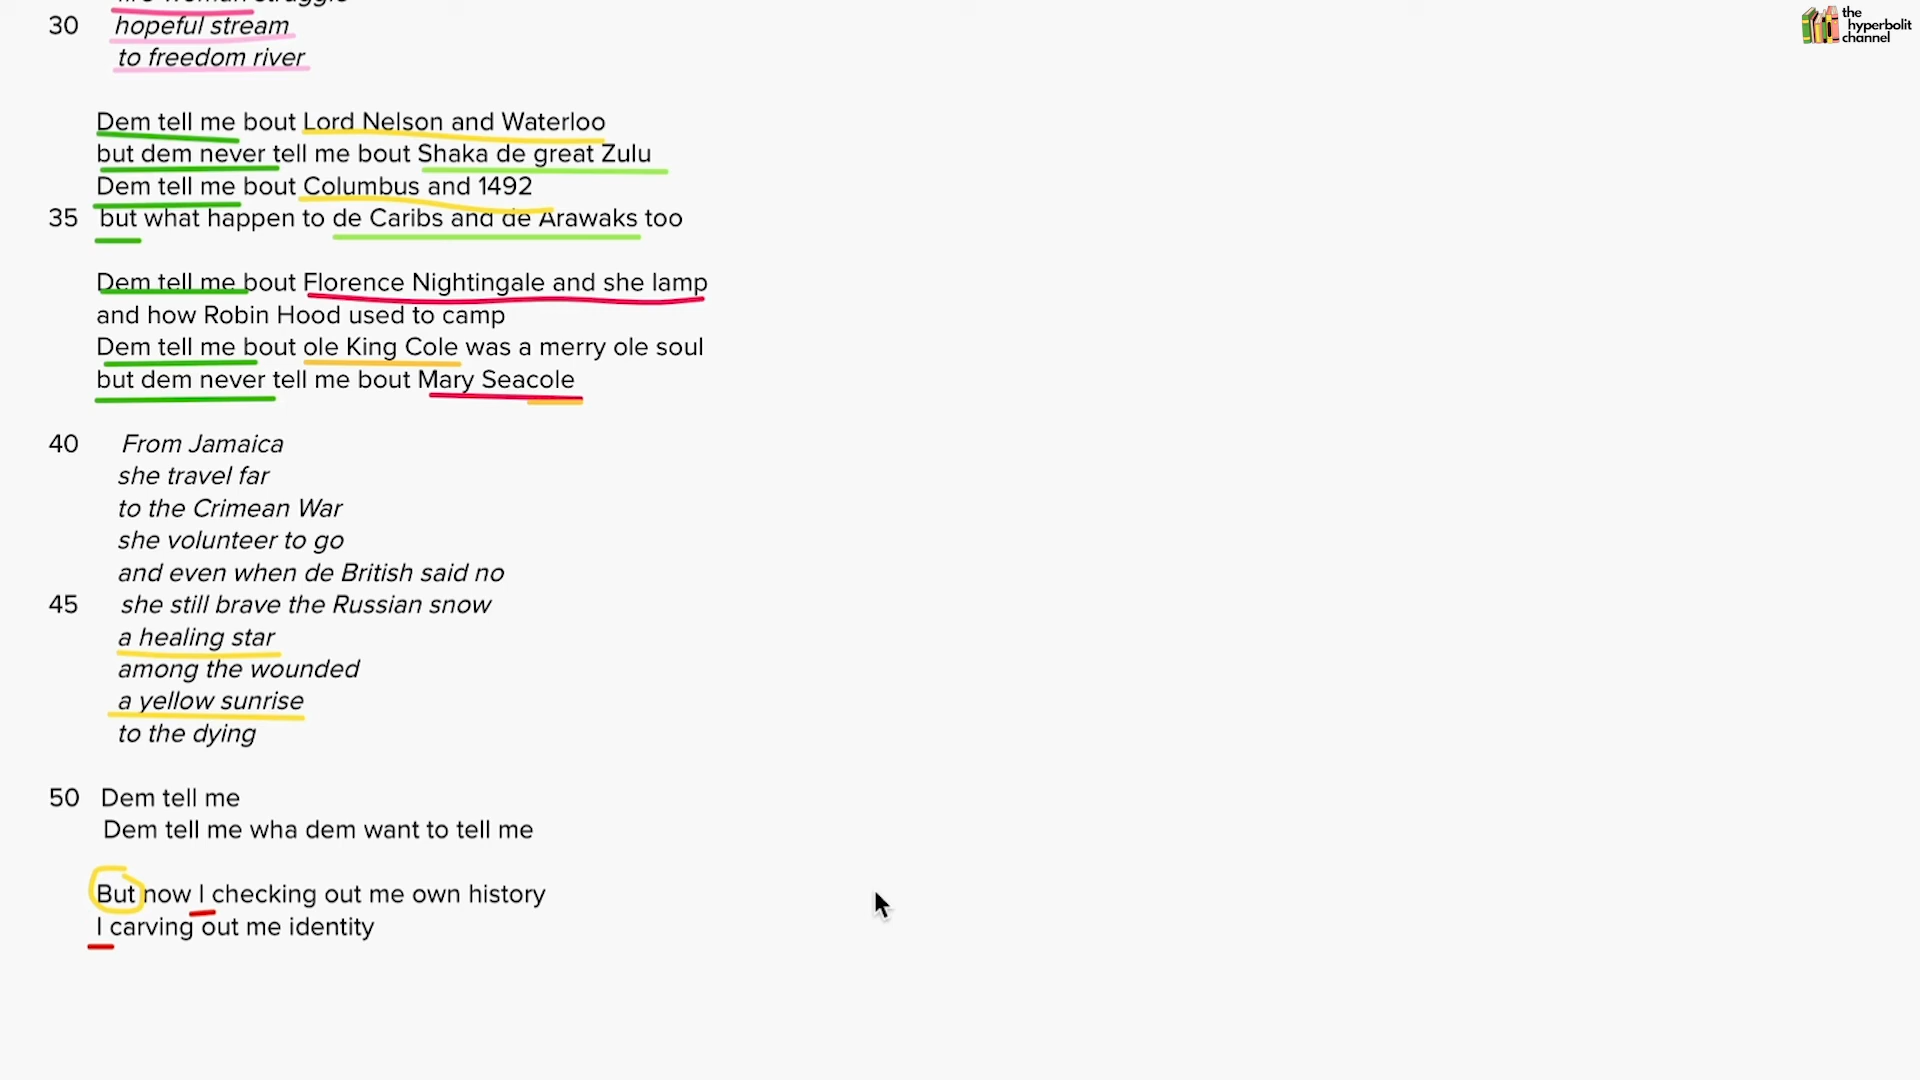 the
hyperbolit
channel
life woman struggle
30 hopeful stream
to freedom river
Dem tell me bout Lord Nelson and Waterloo
but dem never tell me bout Shaka de great Zulu
Dem tell me bout Columbus and 1492
35 but what happen to de Caribs and de Arawaks too
Dem tell me bout Florence Nightingale and she lamp
and how Robin Hood used to camp
Dem tell me bout ole King Cole was a merry ole soul
but dem never tell me bout Mary Seacole
40 From Jamaica
she travel far
to the Crimean War
she volunteer to go
and even when de British said no
45 she still brave the Russian snow
a healing star
among the wounded
a yellow sunrise
to the dying
50 Dem tell me
Dem tell me wha dem want to tell me
But now I checking out me own history
I carving out me identity